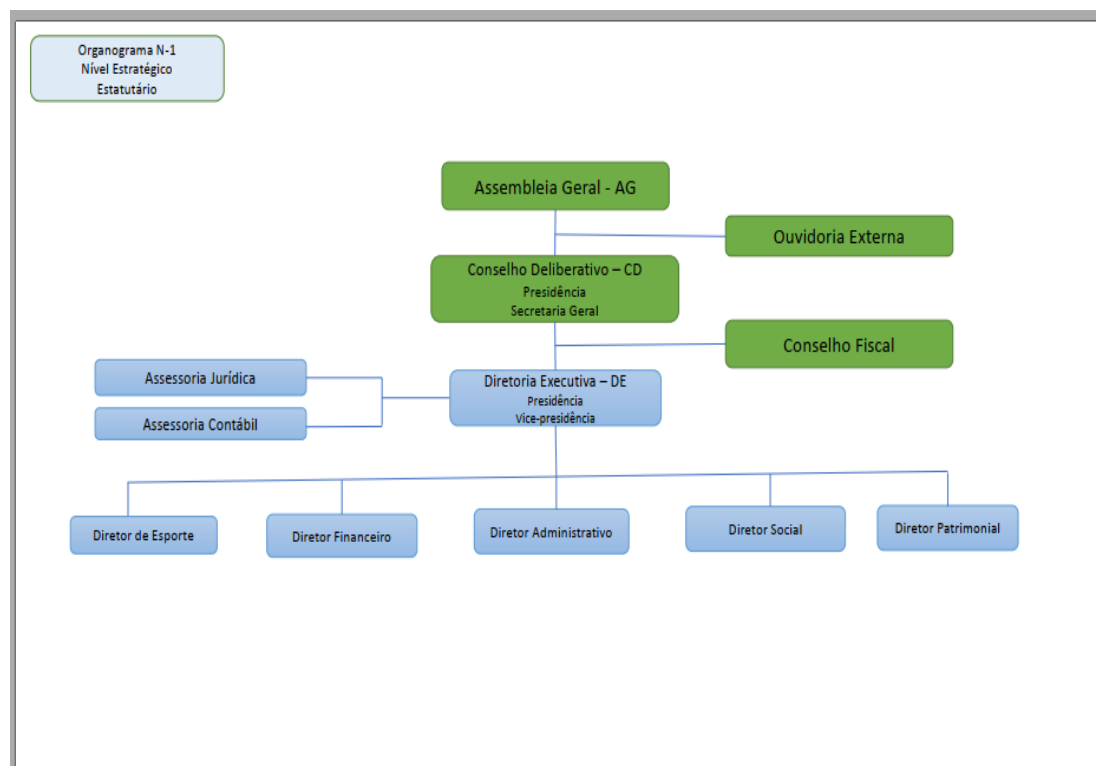 Organograma N-1
Nível Estratégico
Estatutário
Assembleia Geral - AG
Ouvidoria Externa
Conselho Deliberativo – CD
Presidência
Secretaria Geral
Conselho Fiscal
Assessoria Jurídica
Diretoria Executiva – DE
Presidência
Vice-presidência
Assessoria Contábil
Diretor de Esporte
Diretor Financeiro
Diretor Administrativo
Diretor Social
Diretor Patrimonial